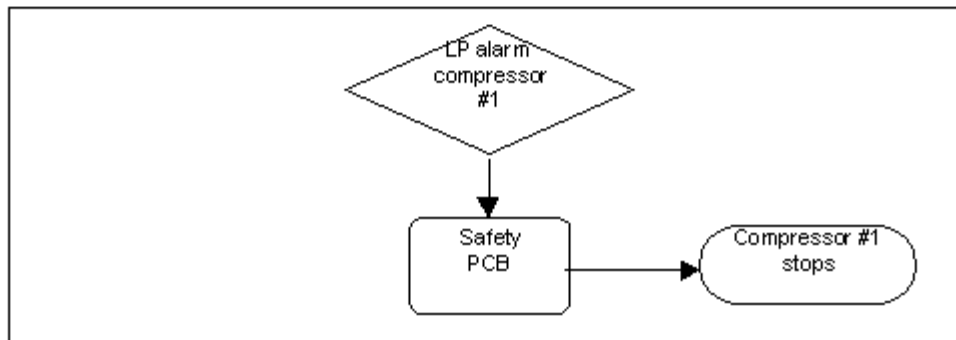 LP alarm
compressor
#1
Safety
PCB
Compressor #1
stops